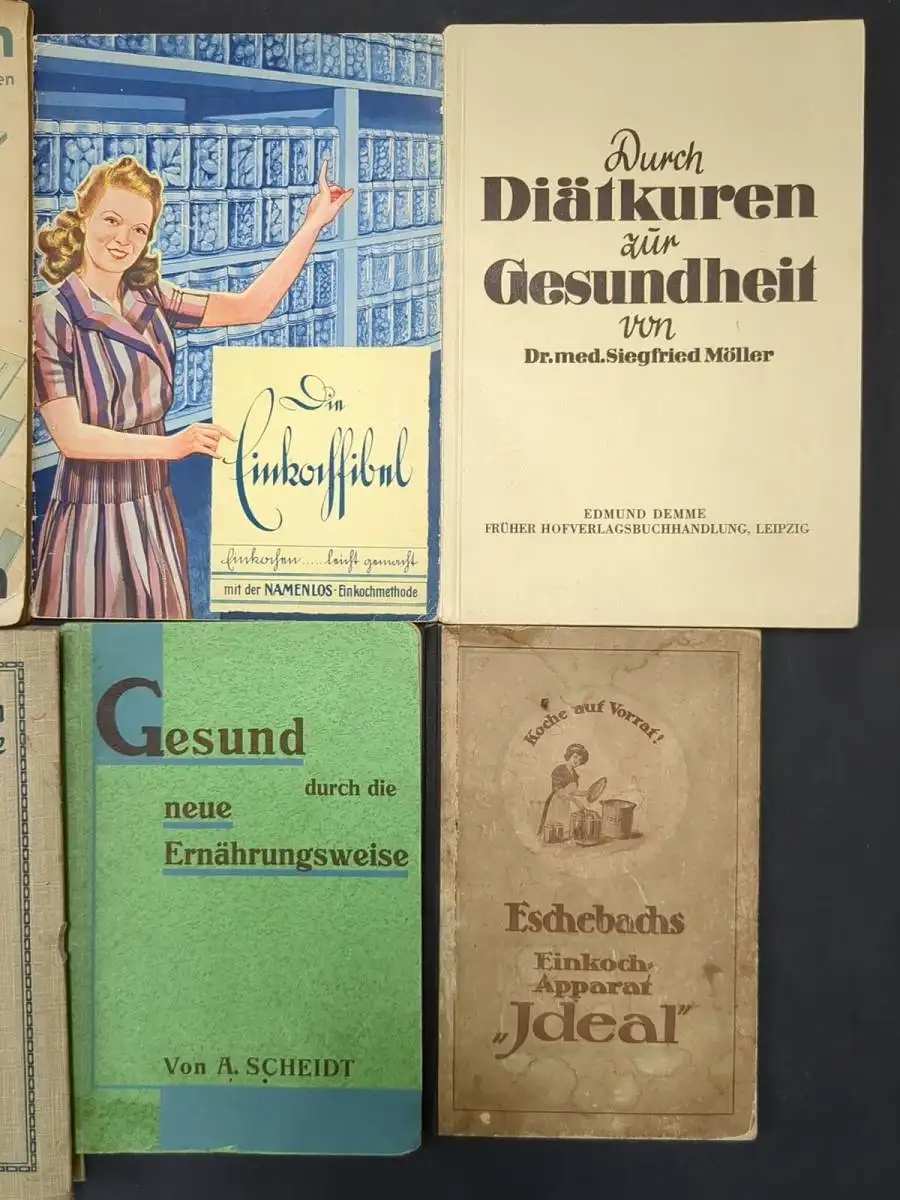 en
Die
Einkochfibel
Einkochen.....leicht gemacht
mit der NAMENLOS-Einkochmethode
Durch
Diätkuren
zur
Gesundheit
von
Dr. med. Siegfried Möller
EDMUND DEMME
FRÜHER HOFVERLAGSBUCHHANDLUNG, LEIPZIG
Gesund
durch die
neue
Ernährungsweise
Von A. SCHEIDT
Koche auf Vorrat!
Eschebachs
Einkoch-
Apparat
„Jdeal"